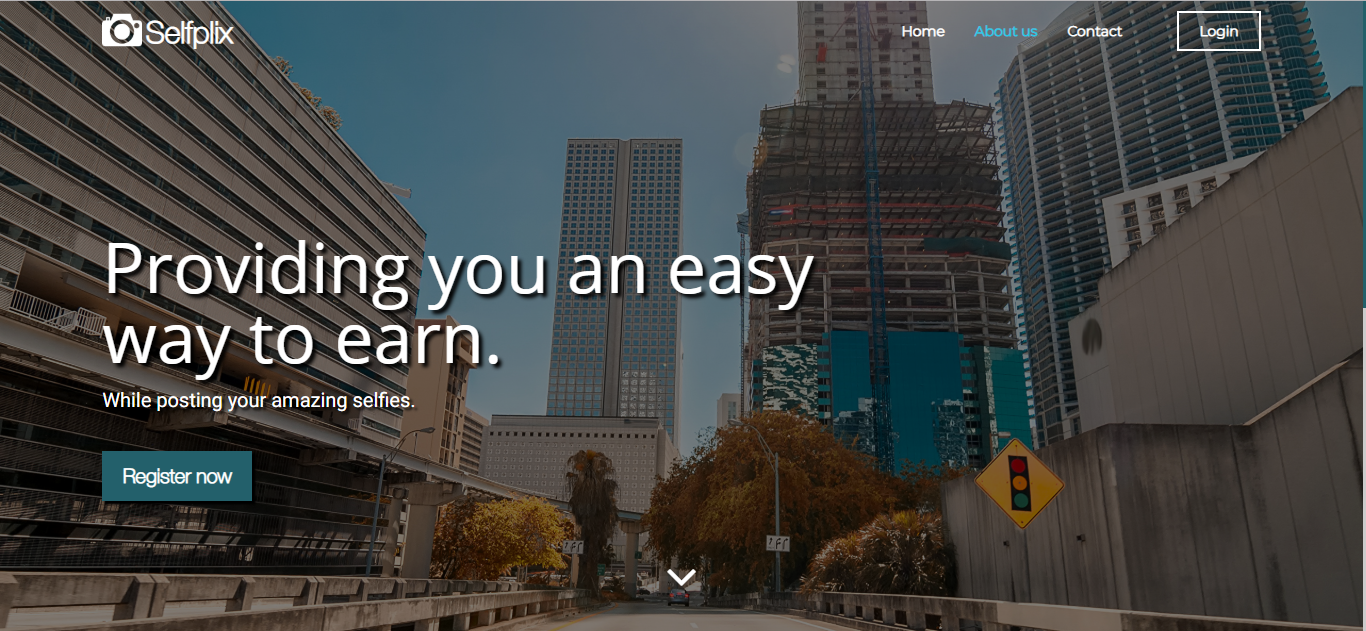 Selfplix
Home
About us
Contact
Login
Providing you an easy
way to earn.
While posting your amazing selfies.
Register now